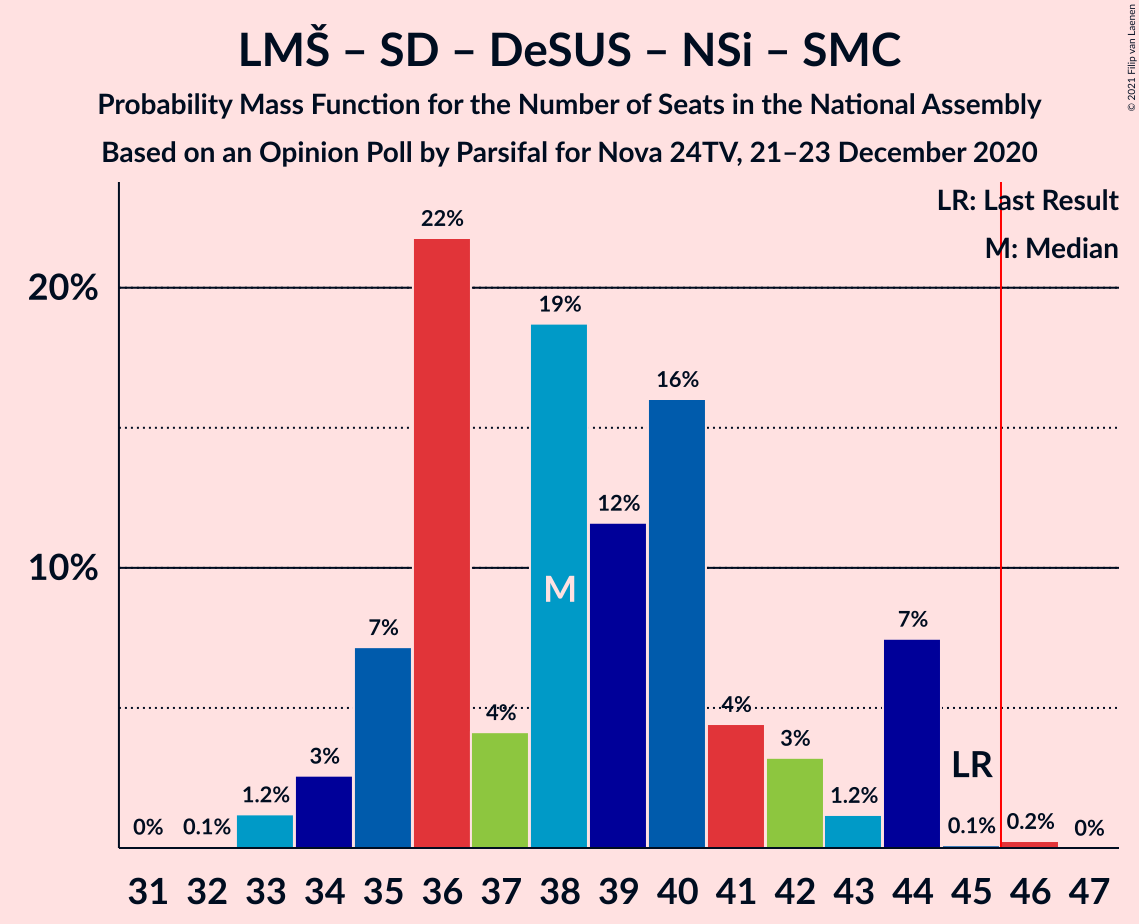 LMŠ – SD – DeSUS – NSi – SMC
Probability Mass Function for the Number of Seats in the National Assembly
Based on an Opinion Poll by Parsifal for Nova 24TV, 21–23 December 2020
© 2021 Filip van Laenen
LR: Last Result
M: Median
20%
10%
0%
0.1%
1.2%
3%
7%
22%
4%
19%
12%
16%
4%
3%
1.2%
7%
0.1%
0.2%
0%
M
LR
31 32 33 34 35 36 37 38 39 40 41 42 43 44 45 46 47